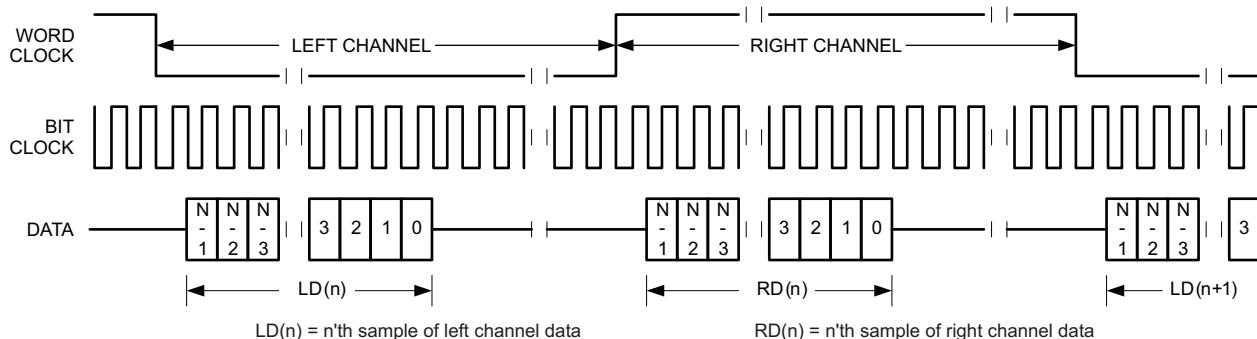 WORD
CLOCK
LEFT CHANNEL
RIGHT CHANNEL
BIT
CLOCK
DATA
N
-
1
N
-
2
N
-
3
3 2 1 0
N
-
1
N
-
2
N
-
3
3 2 1 0
N
-
1
N
-
2
N
-
3
3
LD(n)
RD(n)
LD(n+1)
LD(n) = n'th sample of left channel data
RD(n) = n'th sample of right channel data